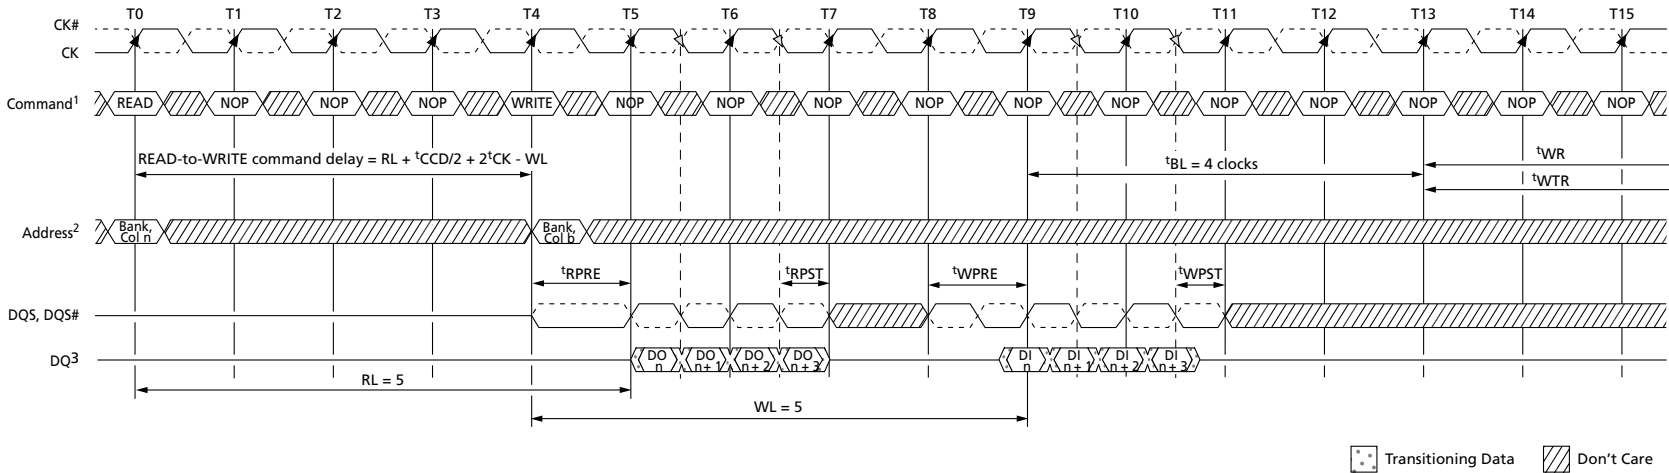 T0 T1 T2 T3 T4 T5 T6 T7 T8 T9 T10 T11 T12 T13 T14 T15
CK#
CK
Command1 READ NOP NOP NOP WRITE NOP NOP NOP NOP NOP NOP NOP NOP NOP NOP NOP
READ-to-WRITE command delay = RL + tCCD/2 + 2tCK - WL
tBL = 4 clocks
tWR
tWTR
Address2
Bank, Col n
Bank, Col b
tRPRE tRPST tWPRE tWPST
DQS, DQS#
DQ3
DO n
DO n + 1
DO n + 2
DO n + 3
DI n
DI n + 1
DI n + 2
DI n + 3
RL = 5
WL = 5
Transitioning Data
Don't Care